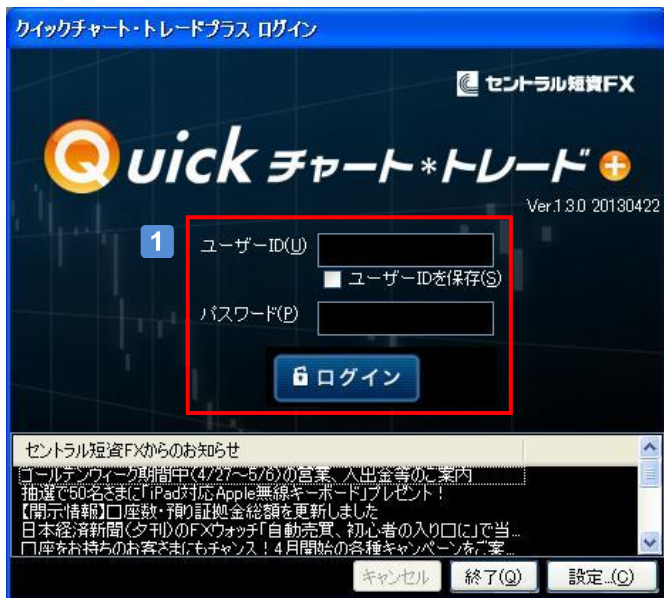 クイックチャート・トレードプラス ログイン
セントラル短資FX
Quick チャート*トレード+
Ver.1.3.0 20130422
1
ユーザーID(U)
ユーザーIDを保存(S)
パスワード(P)
ログイン
セントラル短資FXからのお知らせ
ゴールデンウィーク期間中(4/27~5/6)の営業、入出金等のご案内
抽選で50名さまに「iPad対応Apple無線キーボード」プレゼント!
【開示情報】口座数・預り証拠金総額を更新しました
日本経済新聞(夕刊)のFXウォッチ「自動売買、初心者の入り口に」で当...
口座をお持ちのお客さまにもチャンス!4月開始の各種キャンペーンをご案...
キャンセル 終了(Q) 設定...(C)